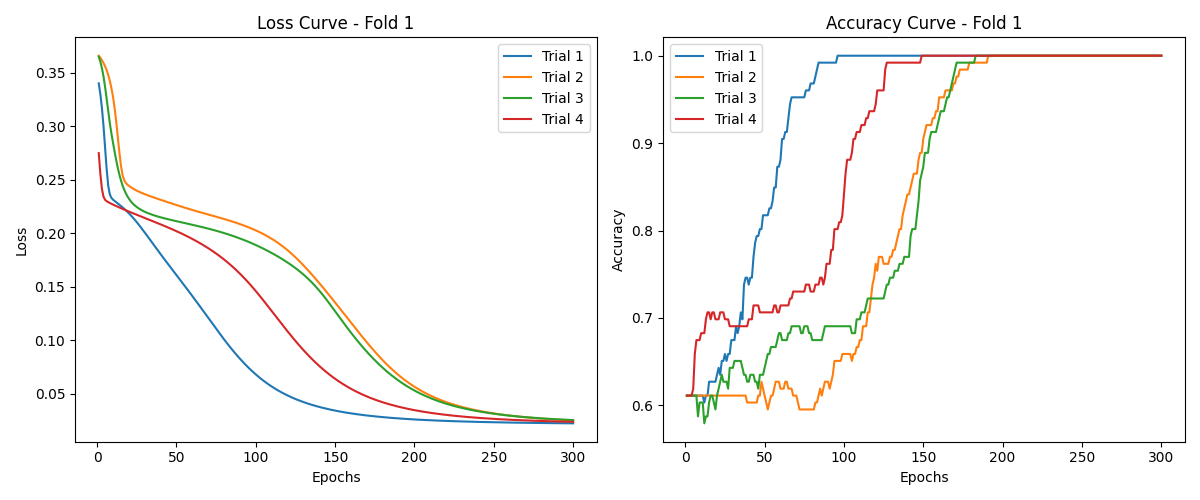 Loss Curve - Fold 1
Loss
0.35
0.30
0.25
0.20
0.15
0.10
0.05
0
50
100
150
200
250
300
Epochs
Trial 1
Trial 2
Trial 3
Trial 4
Accuracy Curve - Fold 1
Accuracy
1.0
0.9
0.8
0.7
0.6
0
50
100
150
200
250
300
Epochs
Trial 1
Trial 2
Trial 3
Trial 4